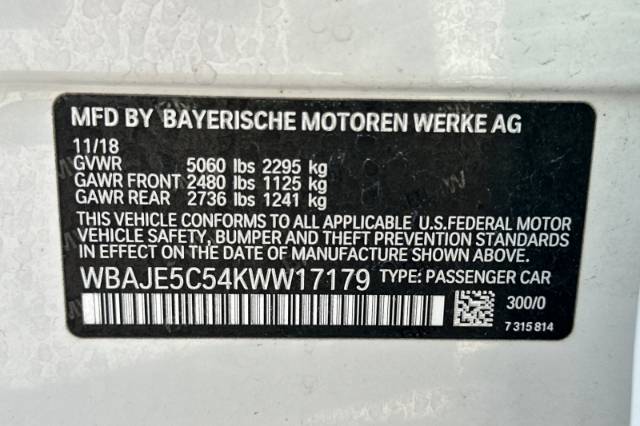 MFD BY BAYERISCHE MOTOREN WERKE AG
11/18
GVWR 5060 lbs 2295 kg
GAWR FRONT 2480 lbs 1125 kg
GAWR REAR 2736 lbs 1241 kg
THIS VEHICLE CONFORMS TO ALL APPLICABLE U.S.FEDERAL MOTOR
VEHICLE SAFETY, BUMPER AND THEFT PREVENTION STANDARDS
IN EFFECT ON THE DATE OF MANUFACTURE SHOWN ABOVE.
WBAJE5C54KWW17179 TYPE: PASSENGER CAR
300/0
7 315 814